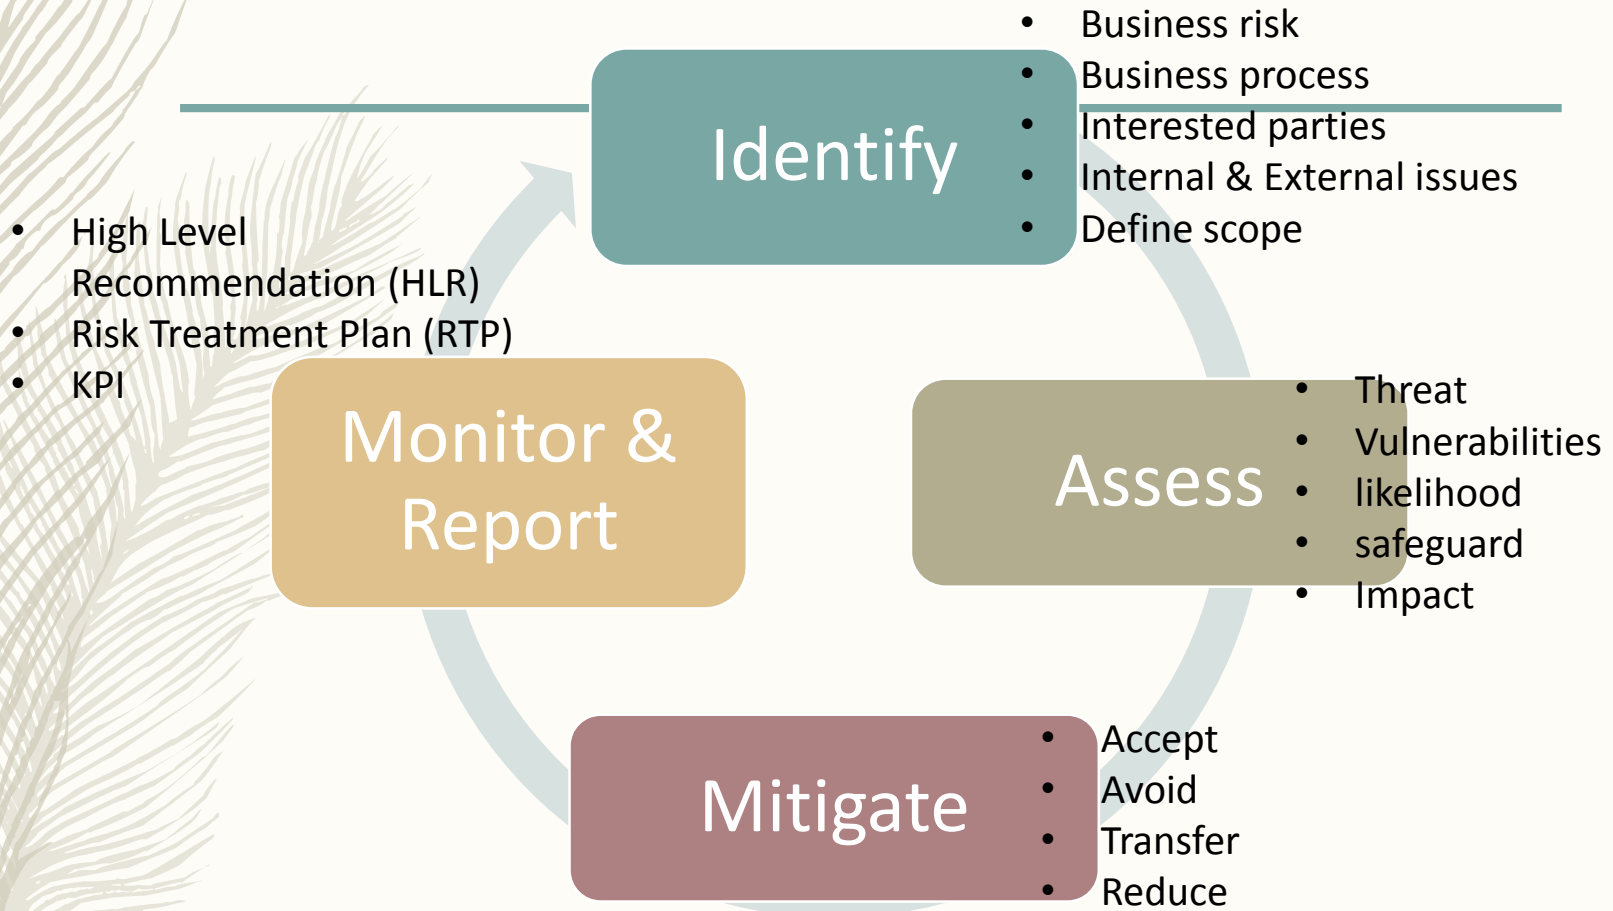 Identify
• Business risk
• Business process
• Interested parties
• Internal & External issues
• Define scope
Assess
• Threat
• Vulnerabilities
• likelihood
• safeguard
• Impact
Mitigate
• Accept
• Avoid
• Transfer
• Reduce
Monitor &
Report
• High Level
Recommendation (HLR)
• Risk Treatment Plan (RTP)
• KPI